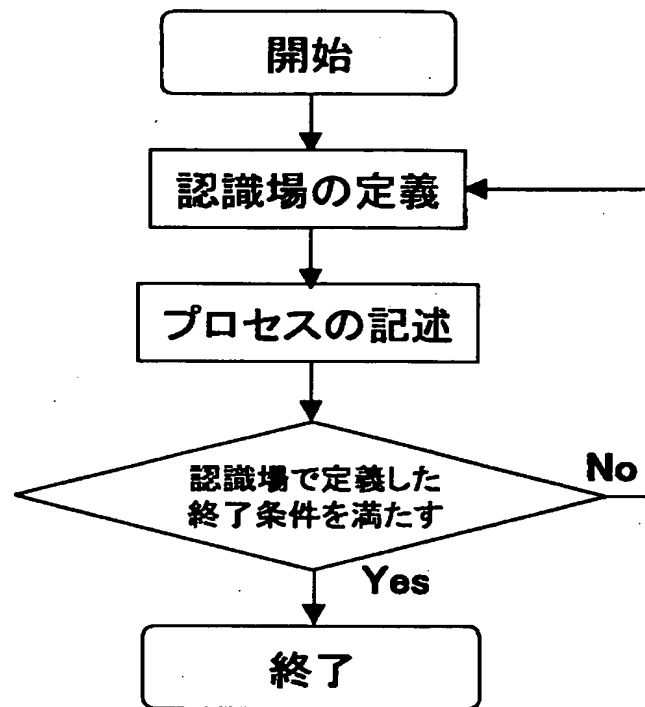 開始
認識場の定義
プロセスの記述
認識場で定義した
終了条件を満たす
No
Yes
終了